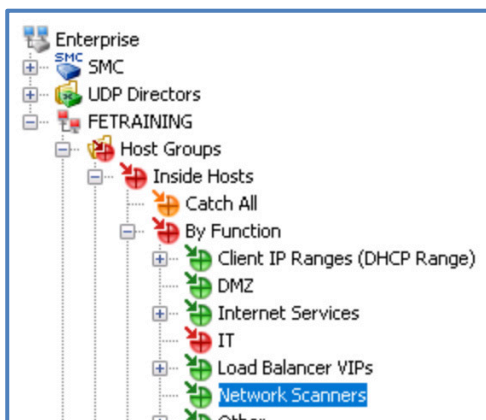 Enterprise
SMC
SMC
UDP Directors
FETRAINING
Host Groups
Inside Hosts
Catch All
By Function
Client IP Ranges (DHCP Range)
DMZ
Internet Services
IT
Load Balancer VIPs
Network Scanners
Other